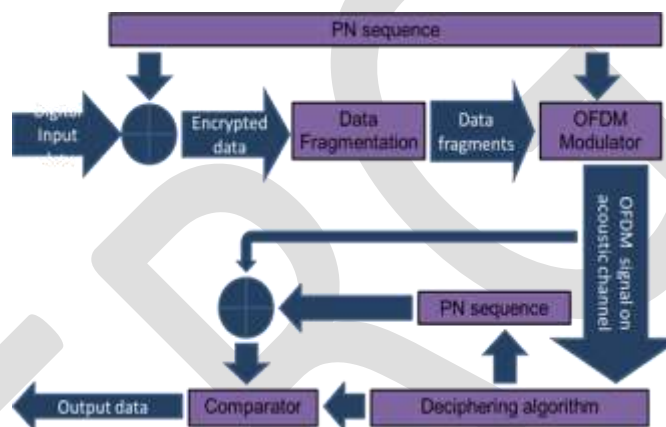 PN sequence
Digital
Input
Encrypted
data
Data
Fragmentation
Data
fragments
OFDM
Modulator
OFDM signal on
acoustic channel
PN sequence
Output data
Comparator
Deciphering algorithm